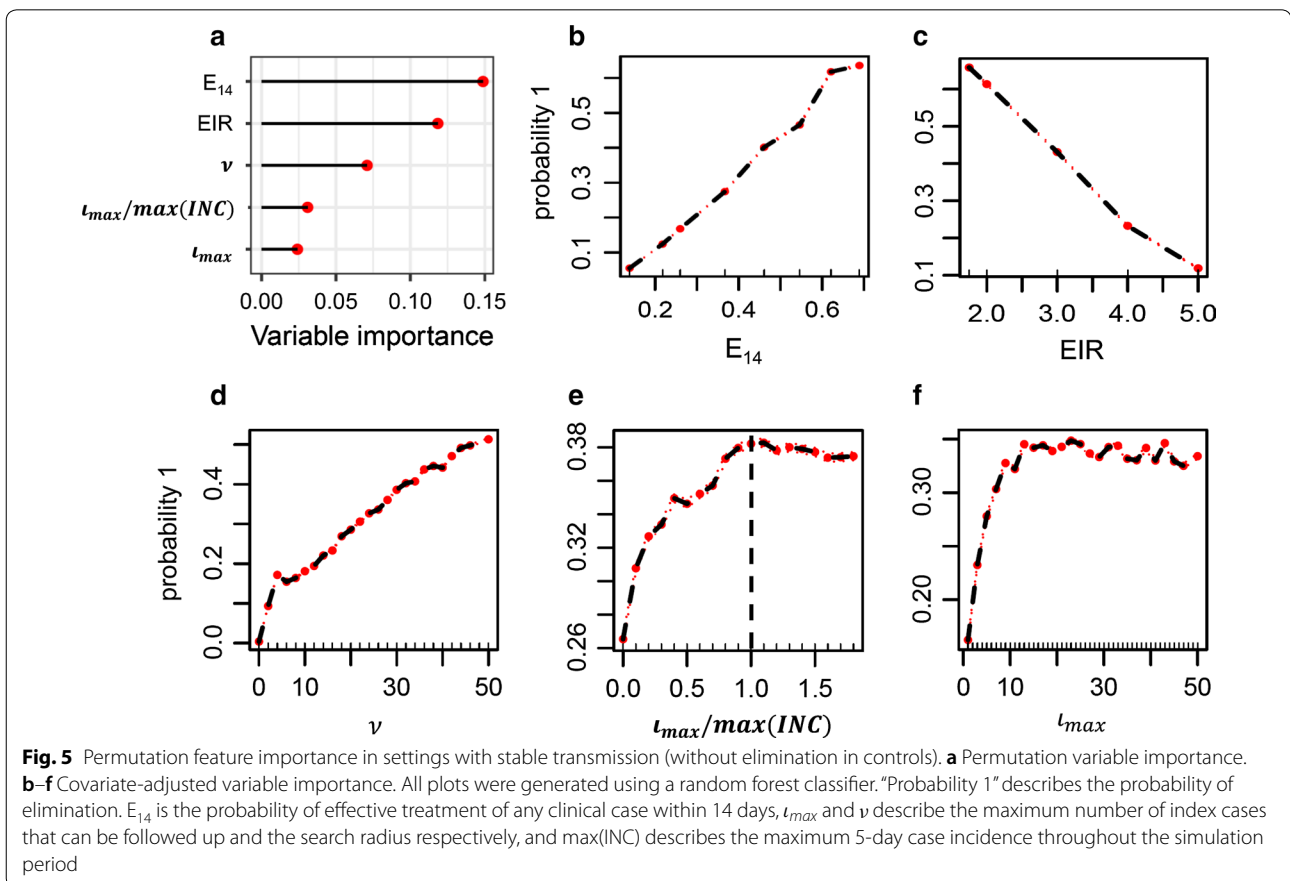 a
E14
EIR
ν
ιmax/max(INC)
ιmax
0.00 0.05 0.10 0.15
Variable importance
b
probability 1
0.5
0.3
0.1
0.2 0.4 0.6
E14
c
0.5
0.3
0.1
2.0 3.0 4.0 5.0
EIR
d
probability 1
0.4
0.2
0.0
0 10 30 50
ν
e
0.38
0.32
0.26
0.0 0.5 1.0 1.5
ιmax/max(INC)
f
0.30
0.20
0 10 30 50
ιmax
Fig. 5 Permutation feature importance in settings with stable transmission (without elimination in controls). a Permutation variable importance.
b–f Covariate-adjusted variable importance. All plots were generated using a random forest classifier. “Probability 1” describes the probability of
elimination. E14 is the probability of effective treatment of any clinical case within 14 days, ιmax and ν describe the maximum number of index cases
that can be followed up and the search radius respectively, and max(INC) describes the maximum 5-day case incidence throughout the simulation
period